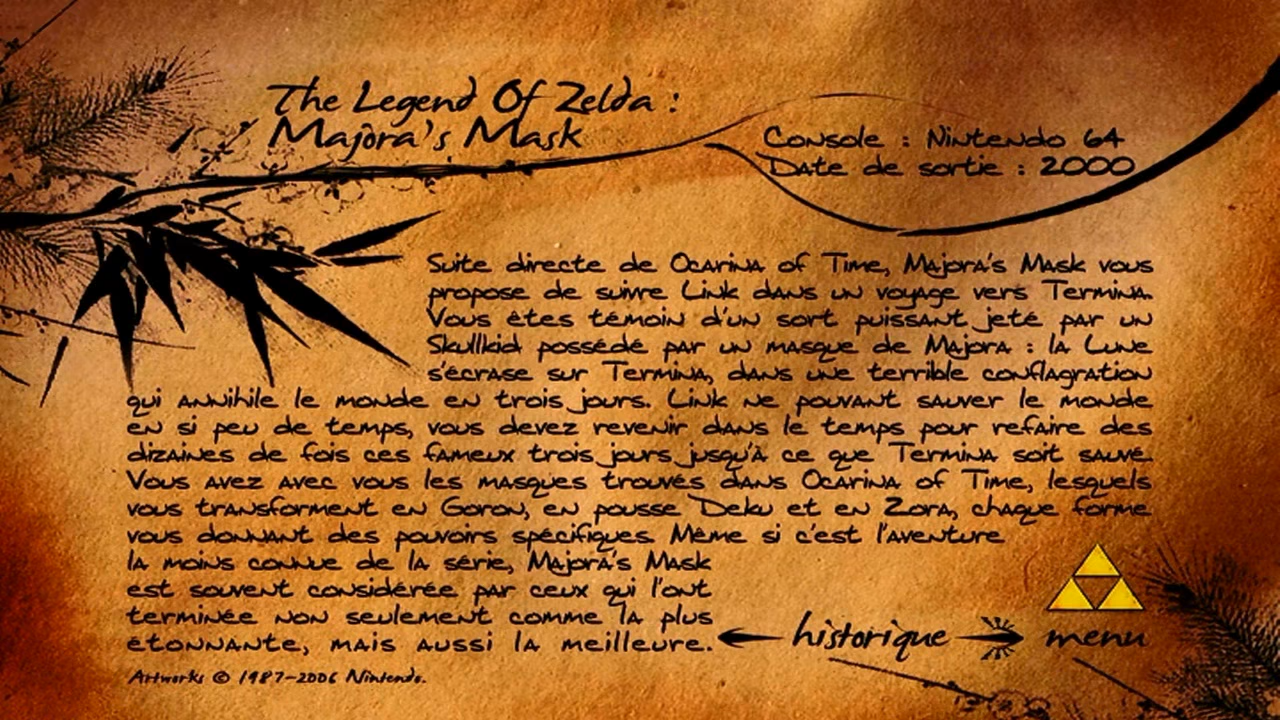 The Legend Of Zelda :
Majora's Mask
Console : Nintendo 64
Date de sortie : 2000
Suite directe de Ocarina of Time, Majora's Mask vous
propose de suivre Link dans un voyage vers Termina.
Vous êtes témoin d'un sort puissant jeté par un
Skullkid possédé par un masque de Majora : la Lune
s'écrase sur Termina, dans une terrible conflagration
qui annihile le monde en trois jours. Link ne pouvant sauver le monde
en si peu de temps, vous devez revenir dans le temps pour refaire des
dizaines de fois ces fameux trois jours jusqu'à ce que Termina soit sauvé.
Vous avez avec vous les masques trouvés dans Ocarina of Time, lesquels
vous transforment en Goron, en pousse Deku et en Zora, chaque forme
vous donnant des pouvoirs spécifiques. Même si c'est l'aventure
la moins connue de la série, Majora's Mask
est souvent considérée par ceux qui l'ont
terminée non seulement comme la plus
étonnante, mais aussi la meilleure.
historique
menu
Artworks © 1987-2006 Nintendo.